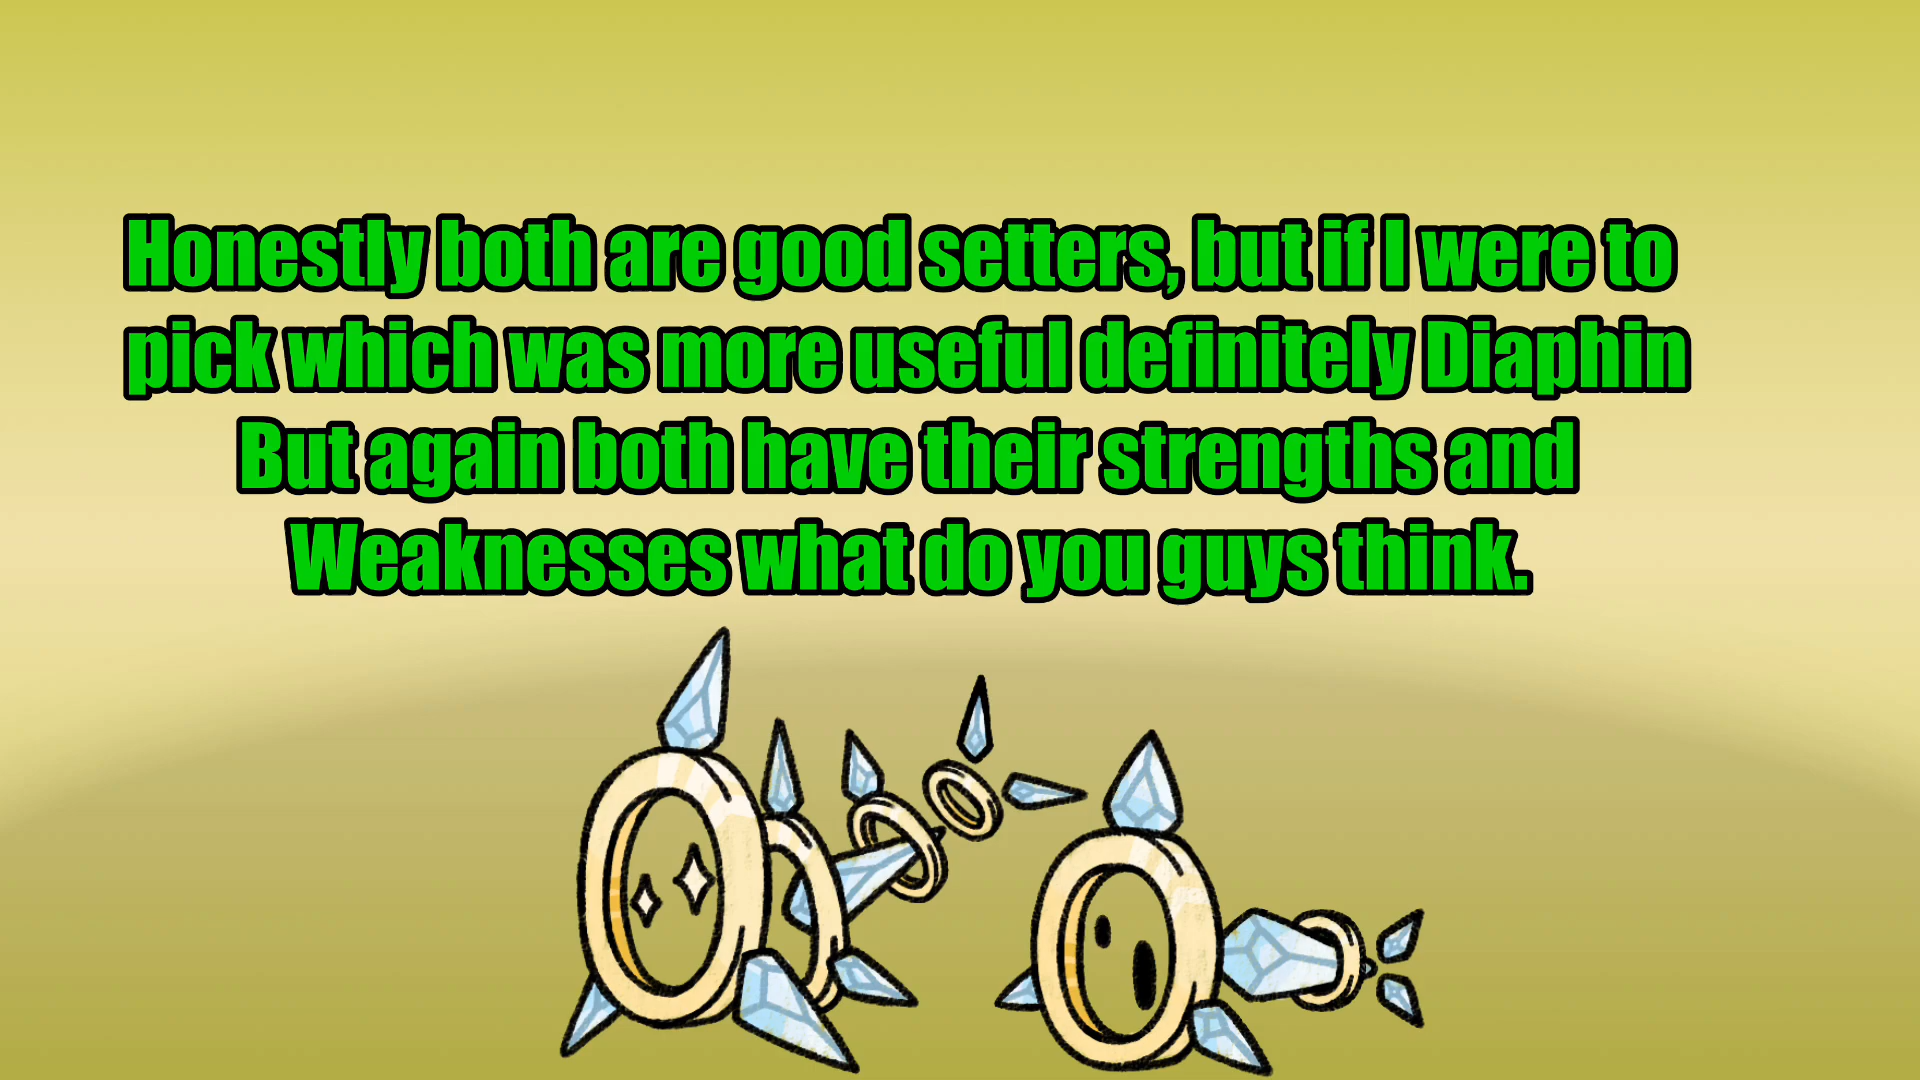 Honestly both are good setters, but if I were to
pick which was more useful definitely Diaphin
But again both have their strengths and
Weaknesses what do you guys think.